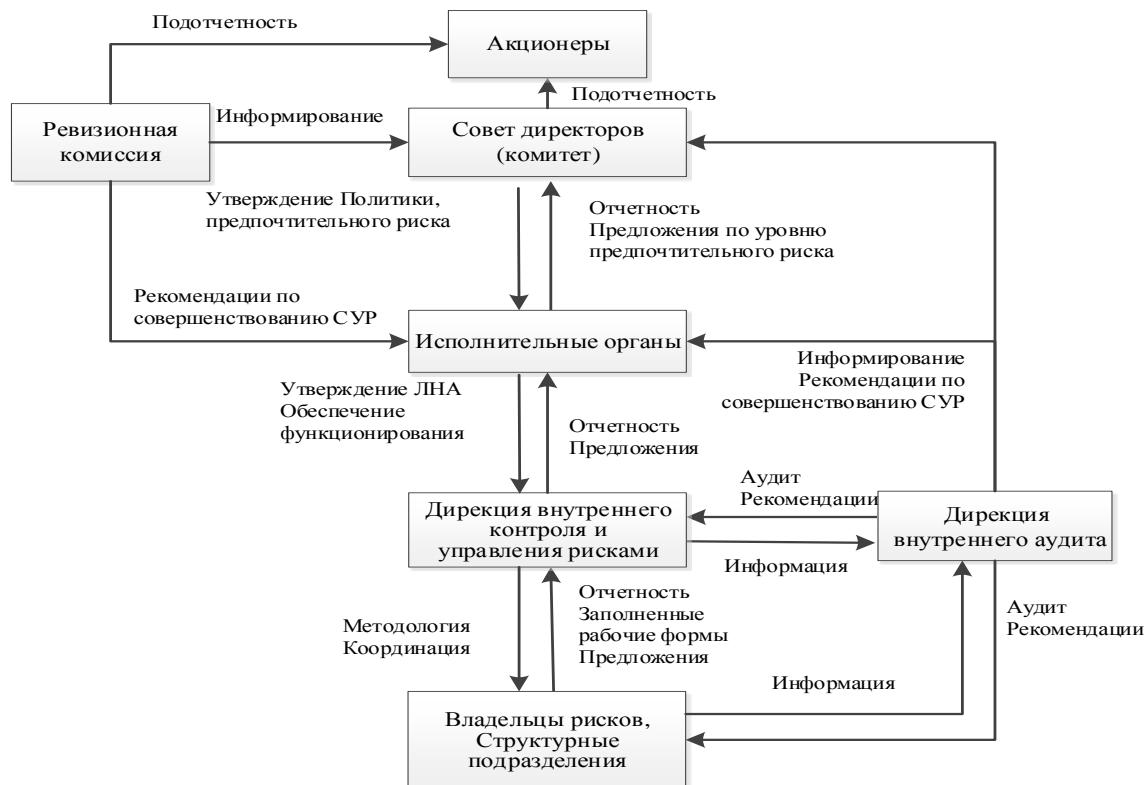 Подотчетность
Акционеры
Подотчетность
Ревизионная
комиссия
Информирование
Совет директоров
(комитет)
Утверждение Политики,
предпочтительного риска
Отчетность
Предложения по уровню
предпочтительного риска
Рекомендации по
совершенствованию СУР
Исполнительные органы
Информирование
Рекомендации по
совершенствованию СУР
Утверждение ЛНА
Обеспечение
функционирования
Отчетность
Предложения
Аудит
Рекомендации
Дирекция внутреннего
контроля и
управления рисками
Дирекция
внутреннего аудита
Информация
Отчетность
Заполненные
рабочие формы
Предложения
Аудит
Рекомендации
Методология
Координация
Информация
Владельцы рисков,
Структурные
подразделения